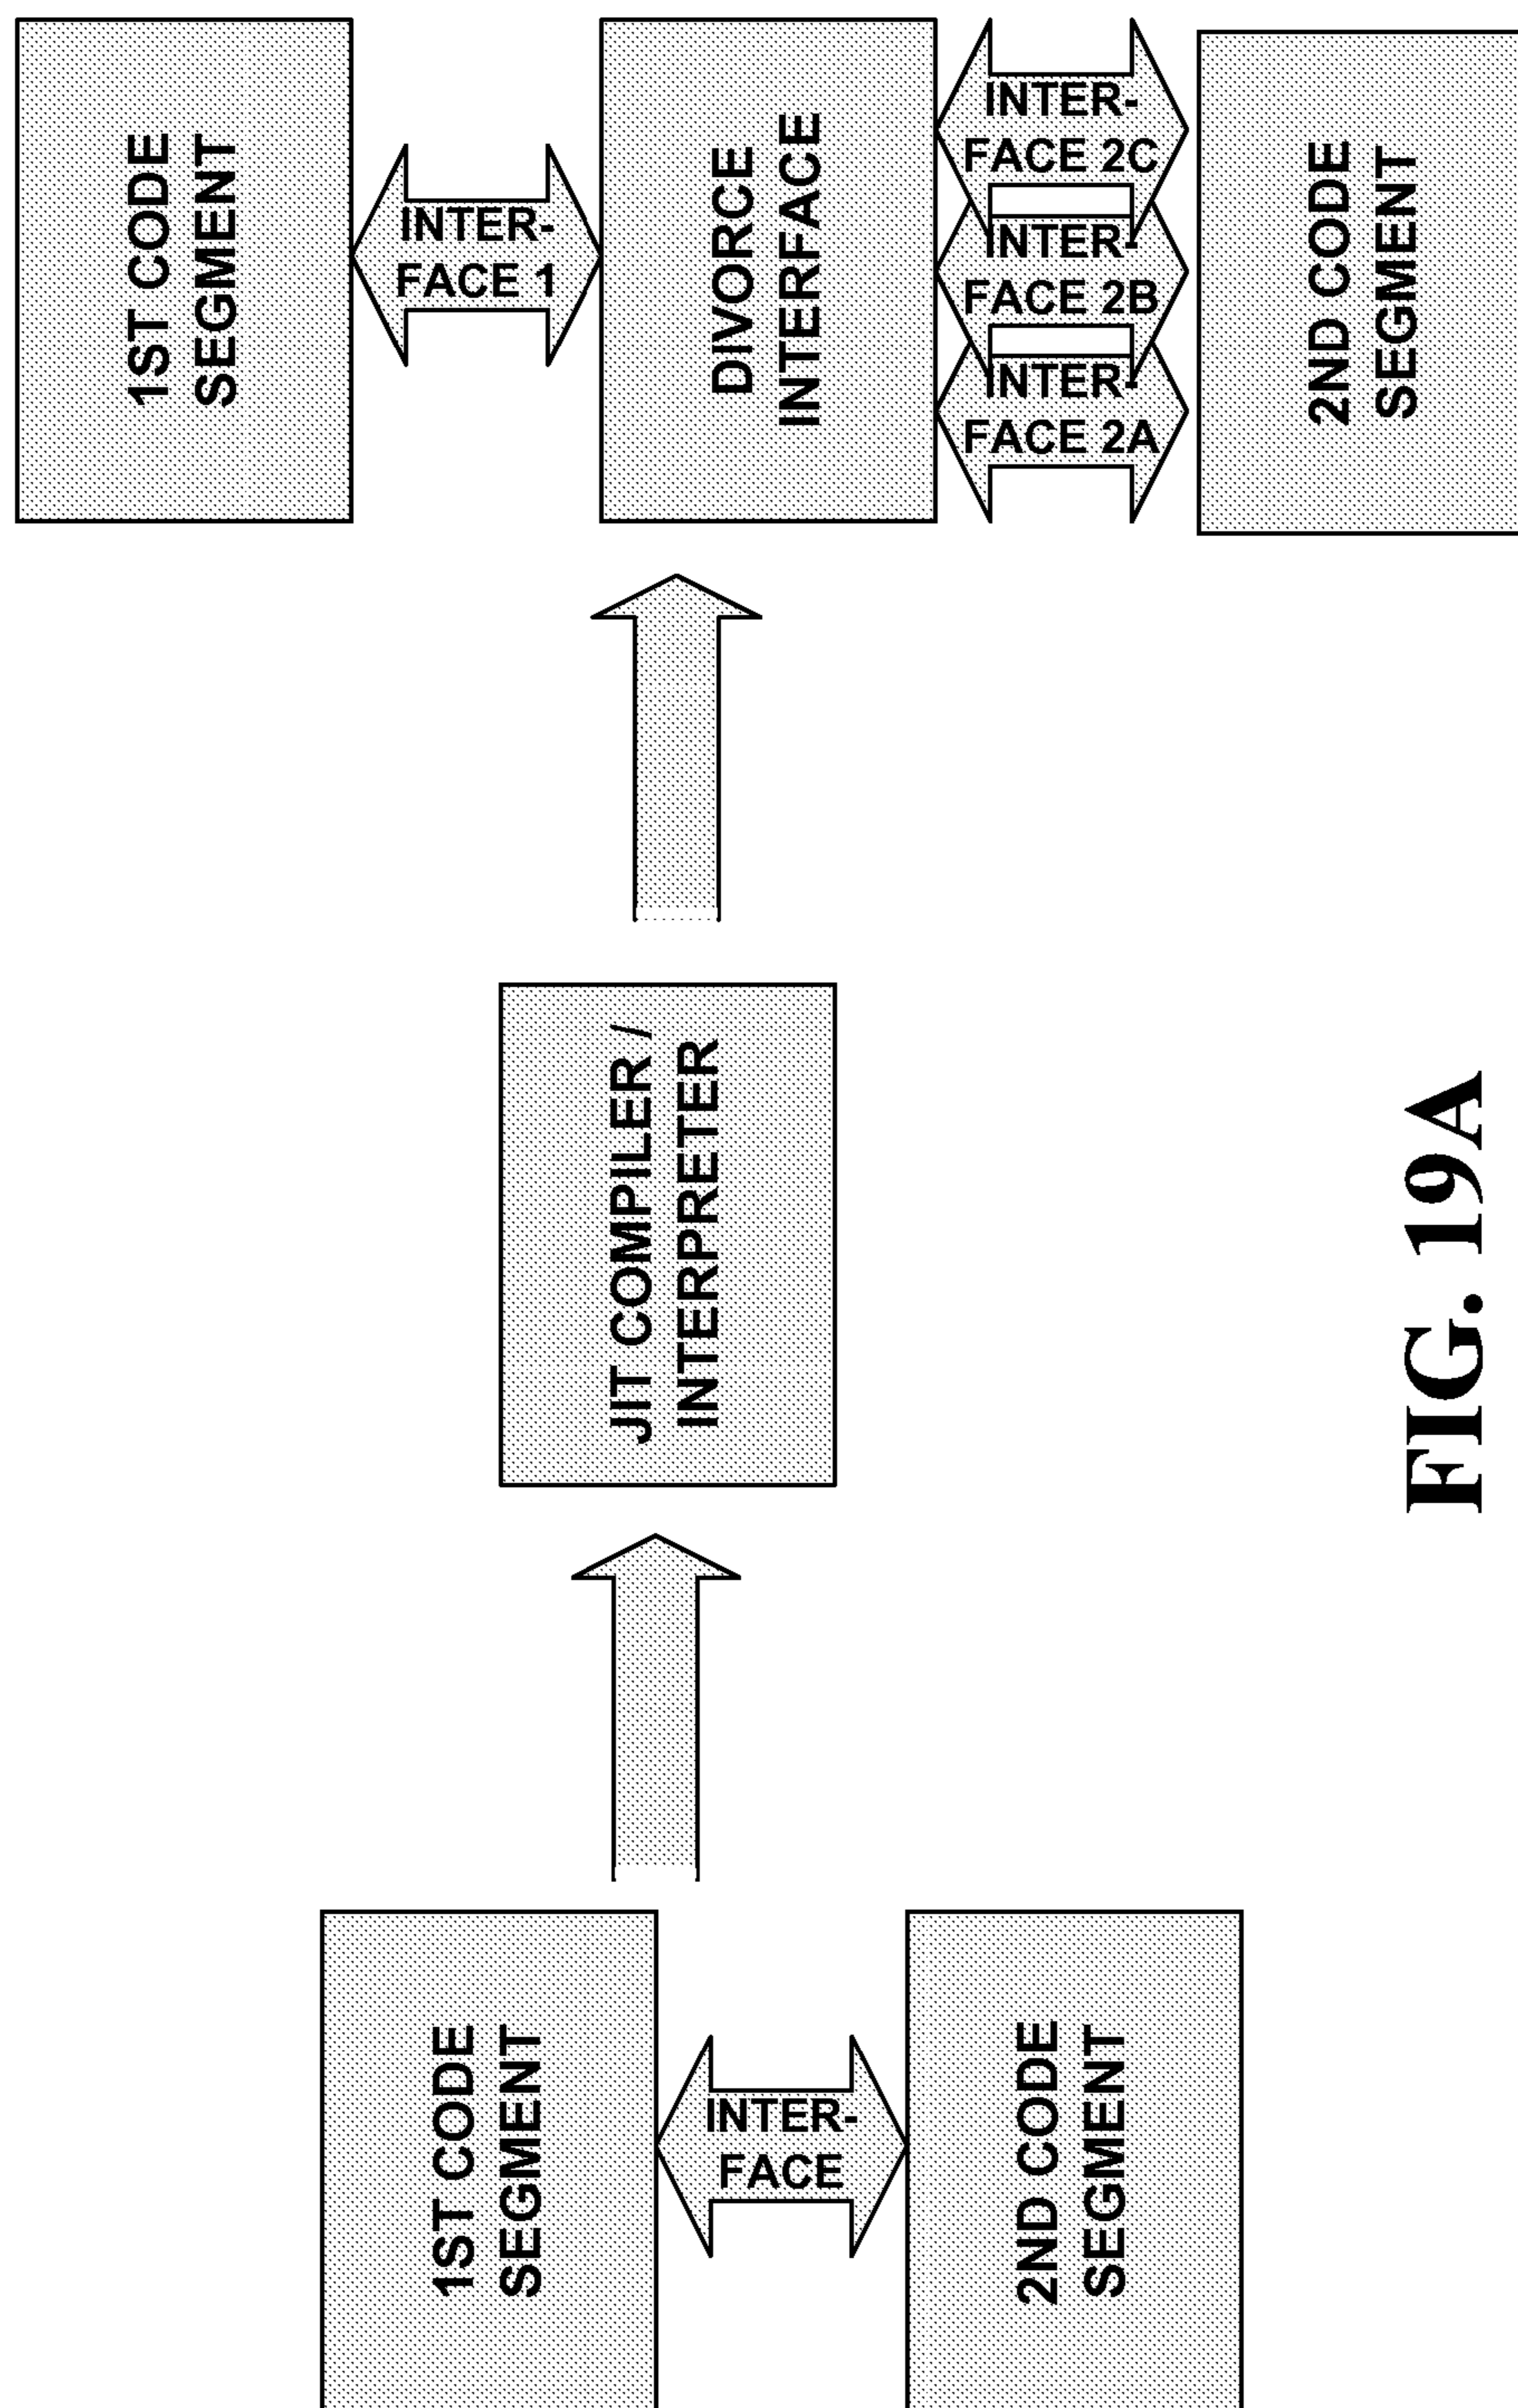 1ST CODE
SEGMENT
INTER-
FACE
2ND CODE
SEGMENT
JIT COMPILER /
INTERPRETER
1ST CODE
SEGMENT
INTER-
FACE 1
DIVORCE
INTERFACE
INTER-
FACE 2C
INTER-
FACE 2B
INTER-
FACE 2A
2ND CODE
SEGMENT
FIG. 19A